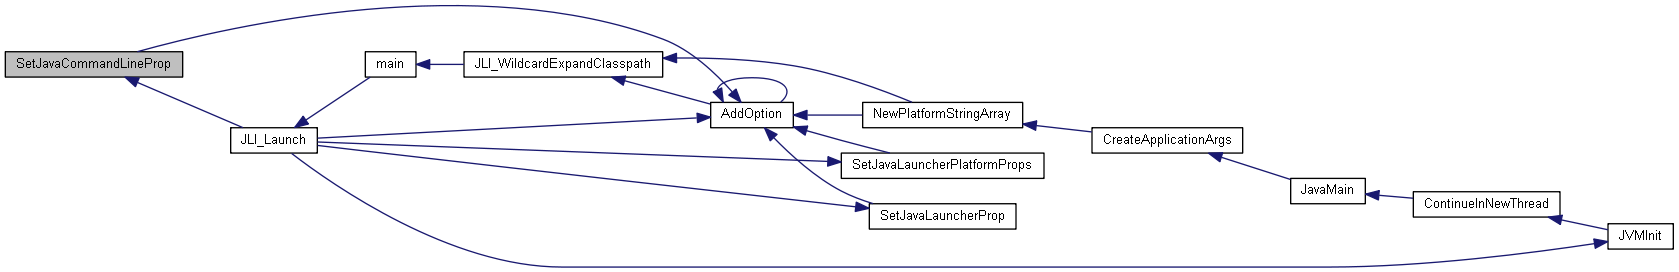 SetJavaCommandLineProp
main
JLI_WildcardExpandClasspath
JLI_Launch
AddOption
NewPlatformStringArray
SetJavaLauncherPlatformProps
SetJavaLauncherProp
CreateApplicationArgs
JavaMain
ContinueInNewThread
JVMInit